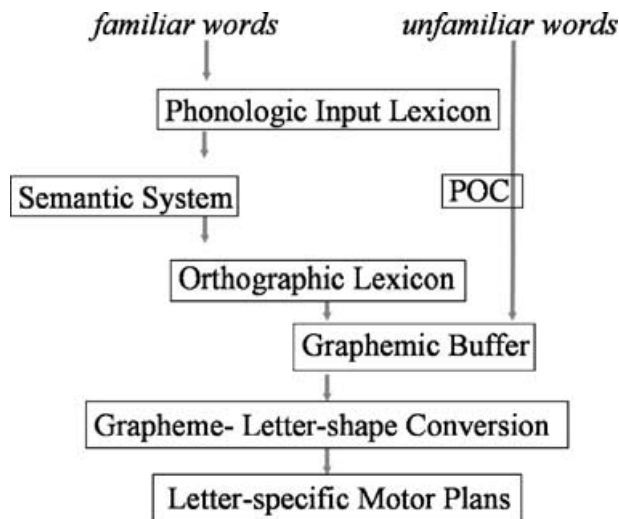 familiar words unfamiliar words
Phonologic Input Lexicon
Semantic System POC
Orthographic Lexicon
Graphemic Buffer
Grapheme- Letter-shape Conversion
Letter-specific Motor Plans